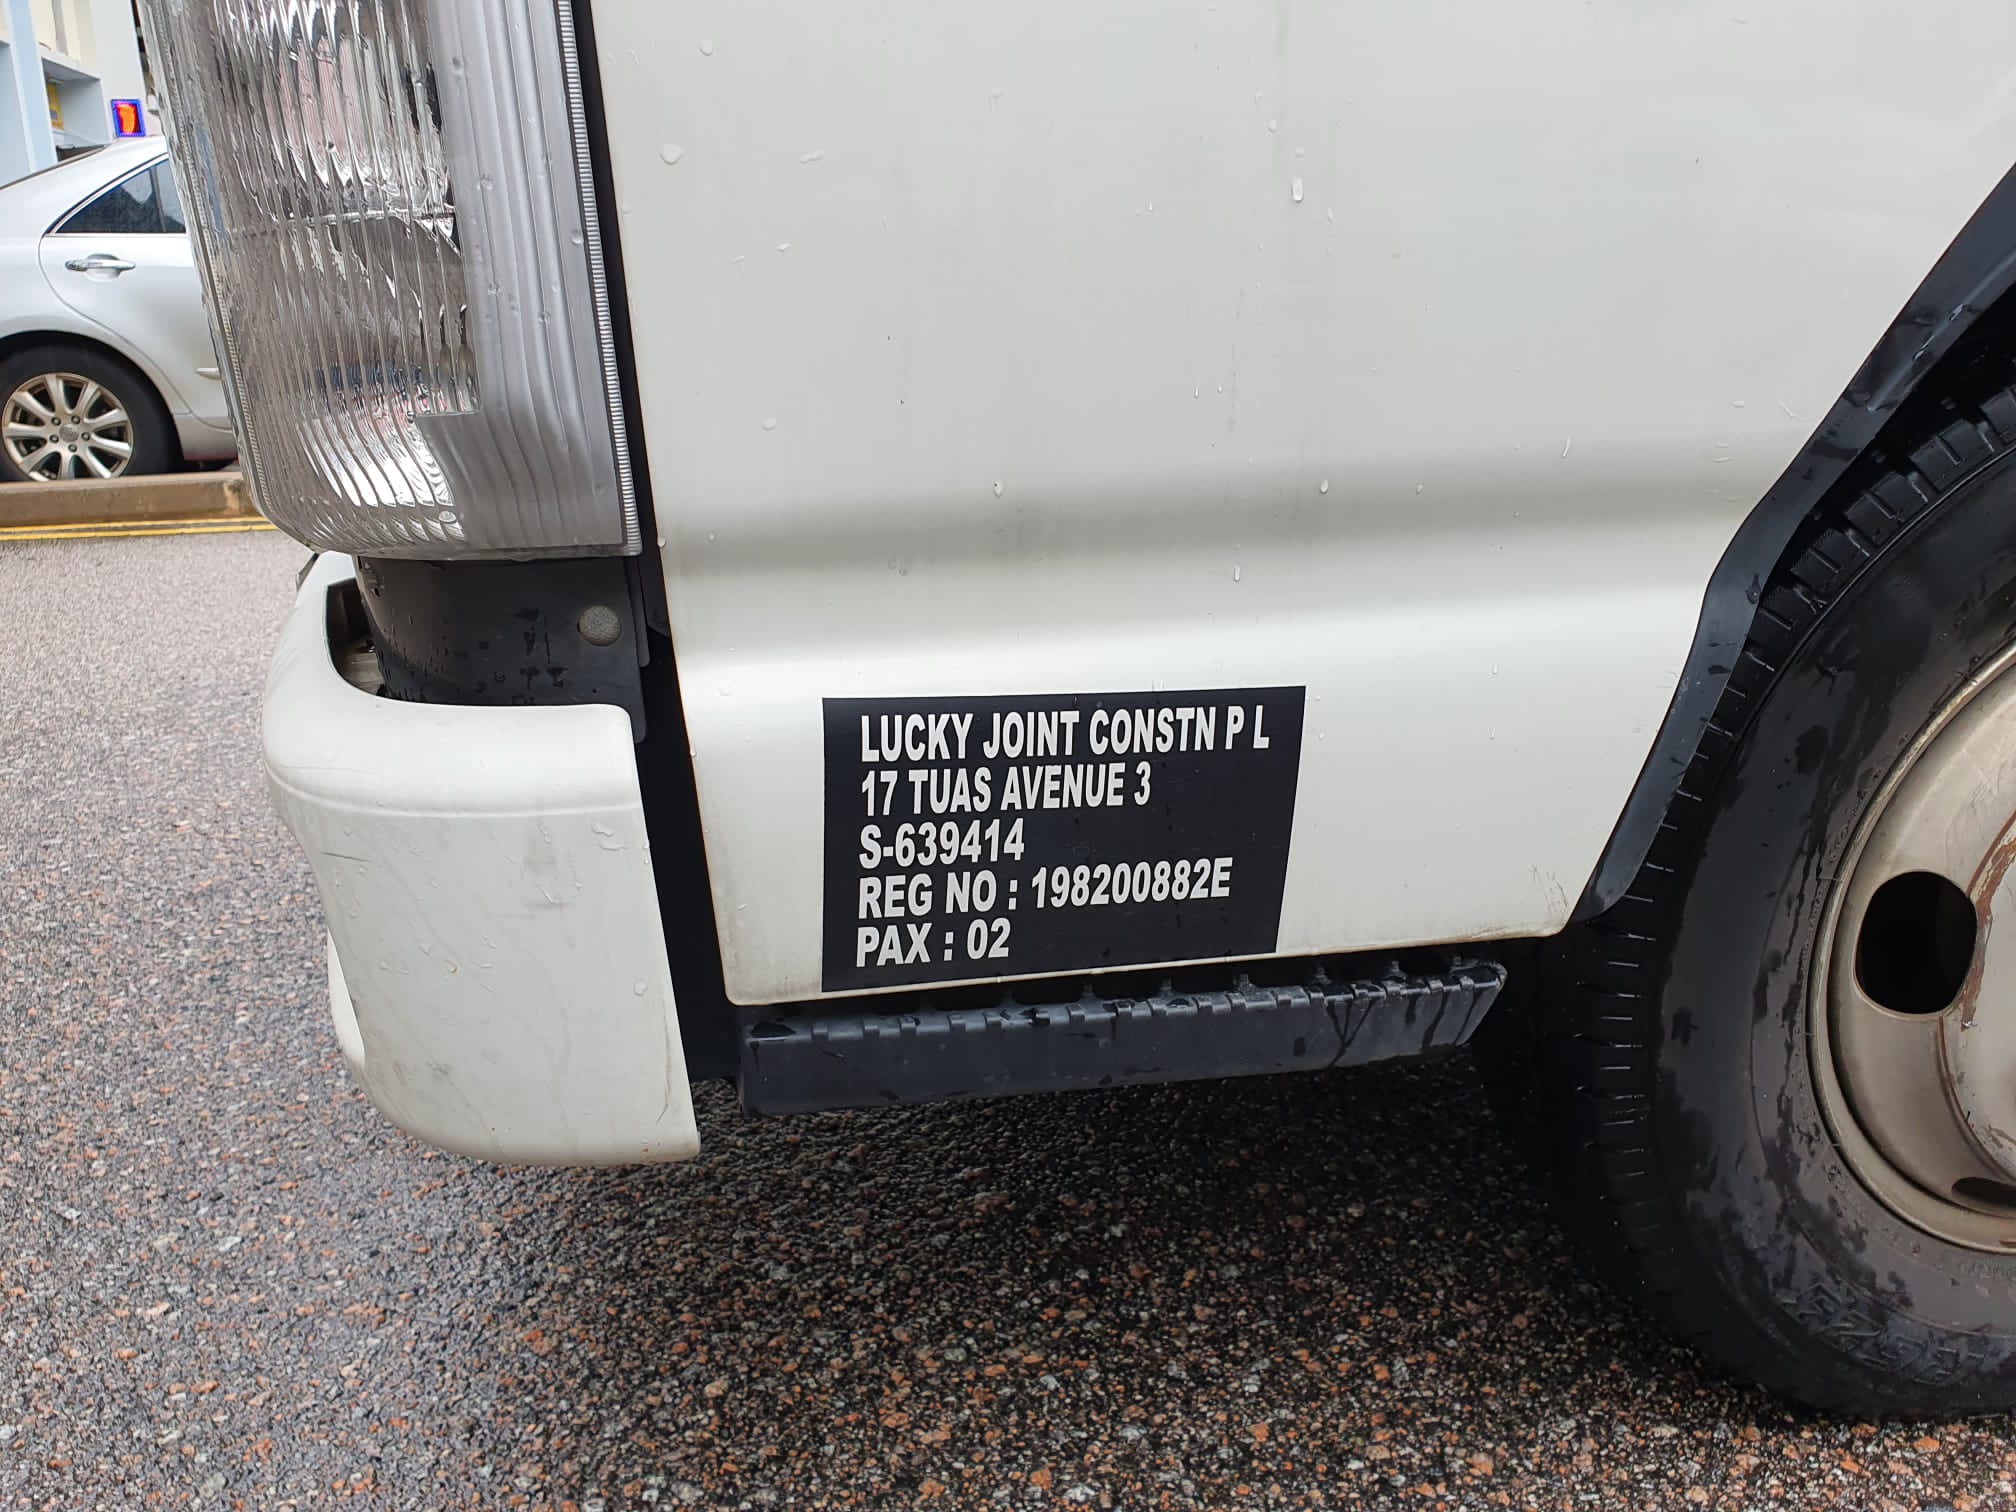 LUCKY JOINT CONSTN P L
17 TUAS AVENUE 3
S-639414
REG NO : 198200882E
PAX : 02